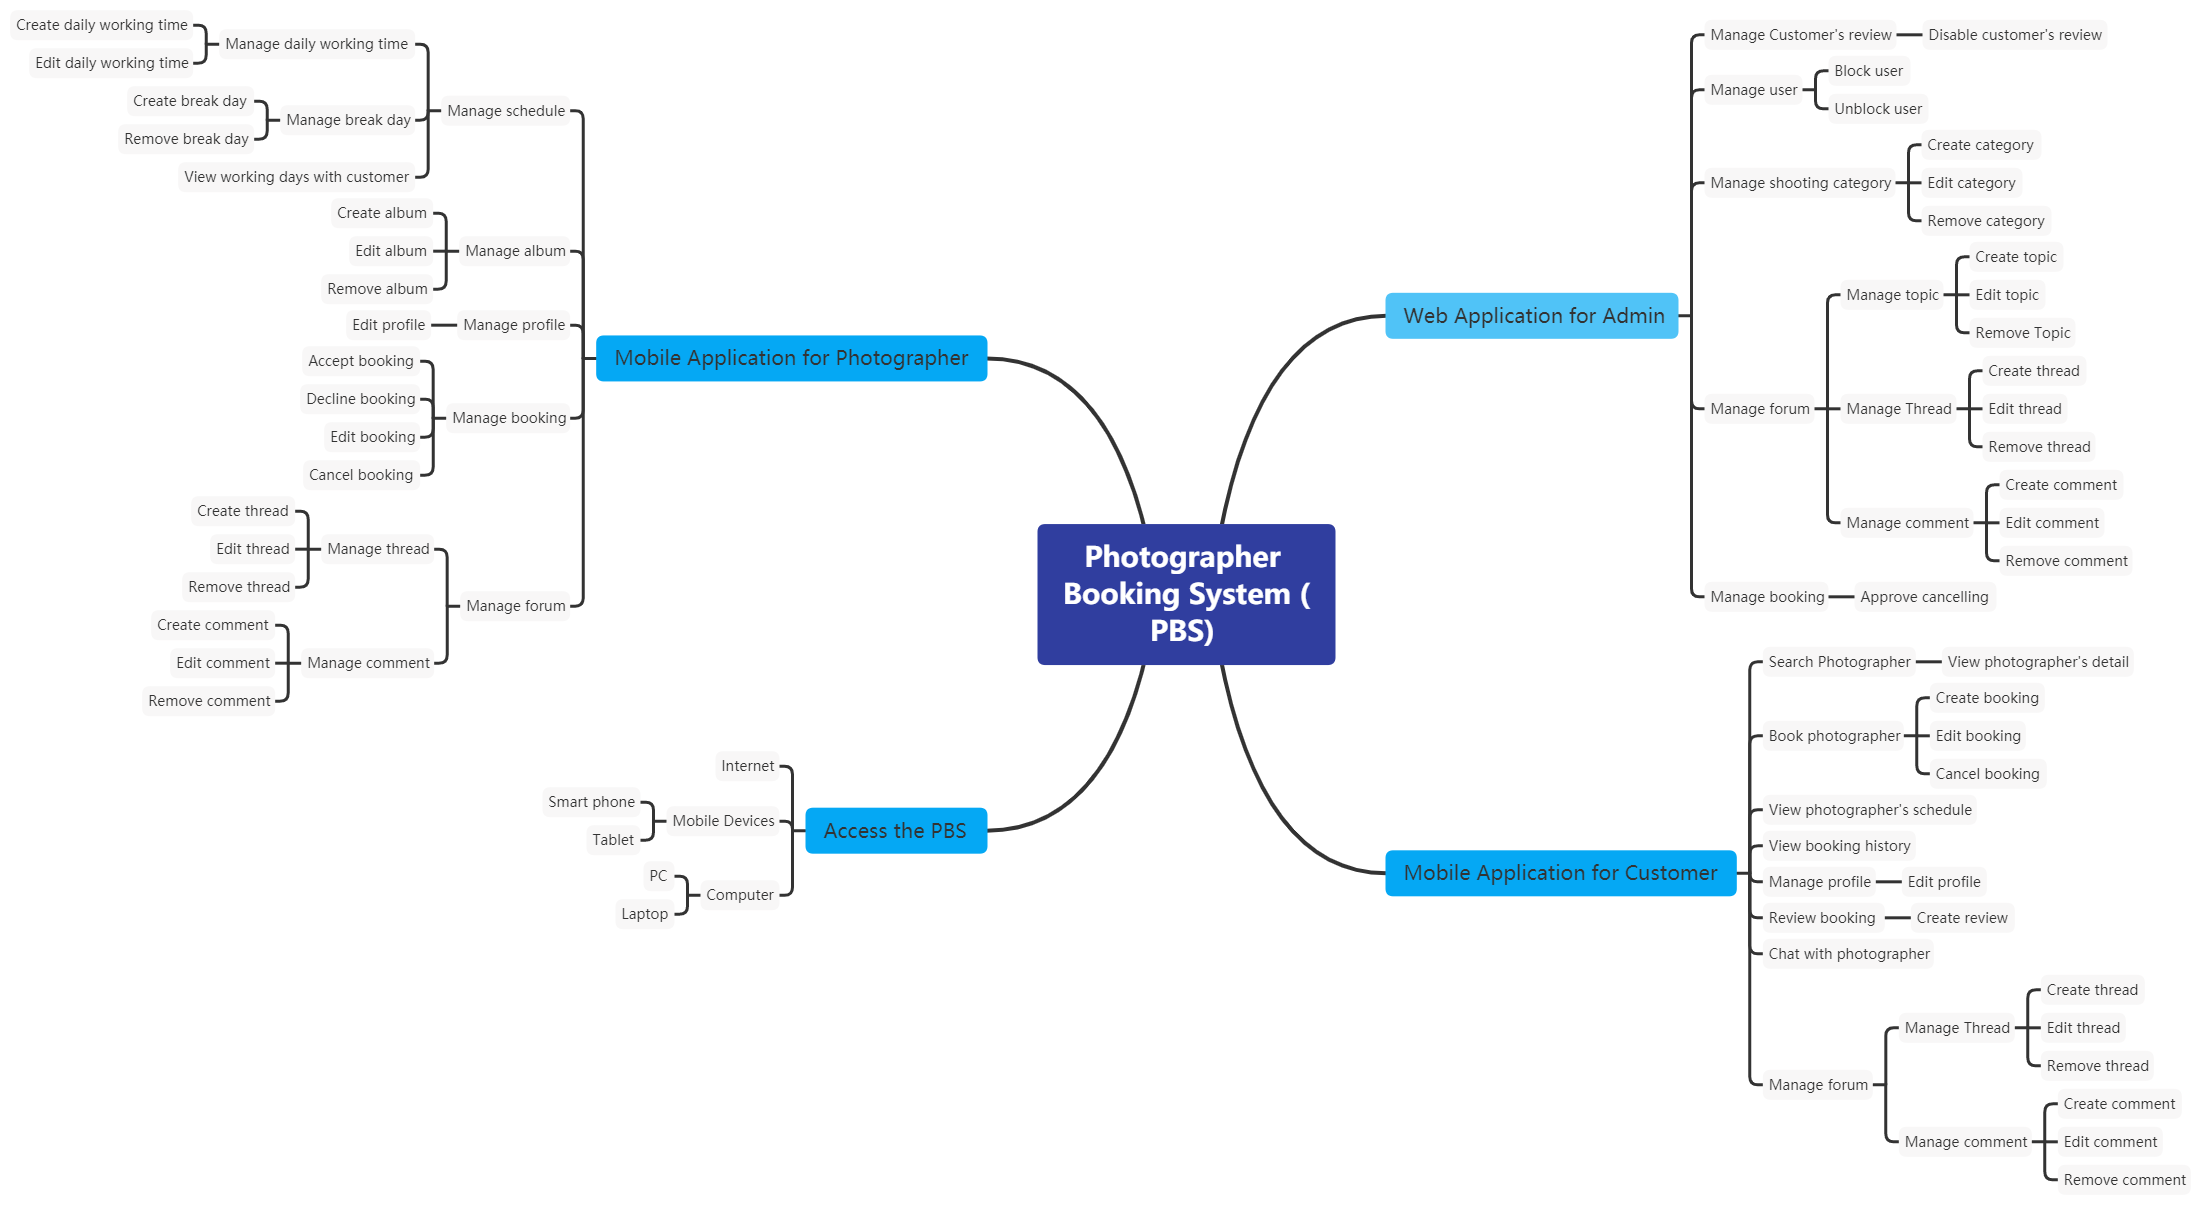 Photographer
Booking System (
PBS)
Mobile Application for Photographer
Manage schedule
Manage daily working time
Create daily working time
Edit daily working time
Manage break day
Create break day
Remove break day
View working days with customer
Manage album
Create album
Edit album
Remove album
Manage profile
Edit profile
Manage booking
Accept booking
Decline booking
Edit booking
Cancel booking
Manage forum
Manage thread
Create thread
Edit thread
Remove thread
Manage comment
Create comment
Edit comment
Remove comment
Access the PBS
Internet
Mobile Devices
Smart phone
Tablet
Computer
PC
Laptop
Web Application for Admin
Manage Customer's review
Disable customer's review
Manage user
Block user
Unblock user
Manage shooting category
Create category
Edit category
Remove category
Manage forum
Manage topic
Create topic
Edit topic
Remove Topic
Manage Thread
Create thread
Edit thread
Remove thread
Manage comment
Create comment
Edit comment
Remove comment
Manage booking
Approve cancelling
Mobile Application for Customer
Search Photographer
View photographer's detail
Book photographer
Create booking
Edit booking
Cancel booking
View photographer's schedule
View booking history
Manage profile
Edit profile
Review booking
Create review
Chat with photographer
Manage forum
Manage Thread
Create thread
Edit thread
Remove thread
Manage comment
Create comment
Edit comment
Remove comment